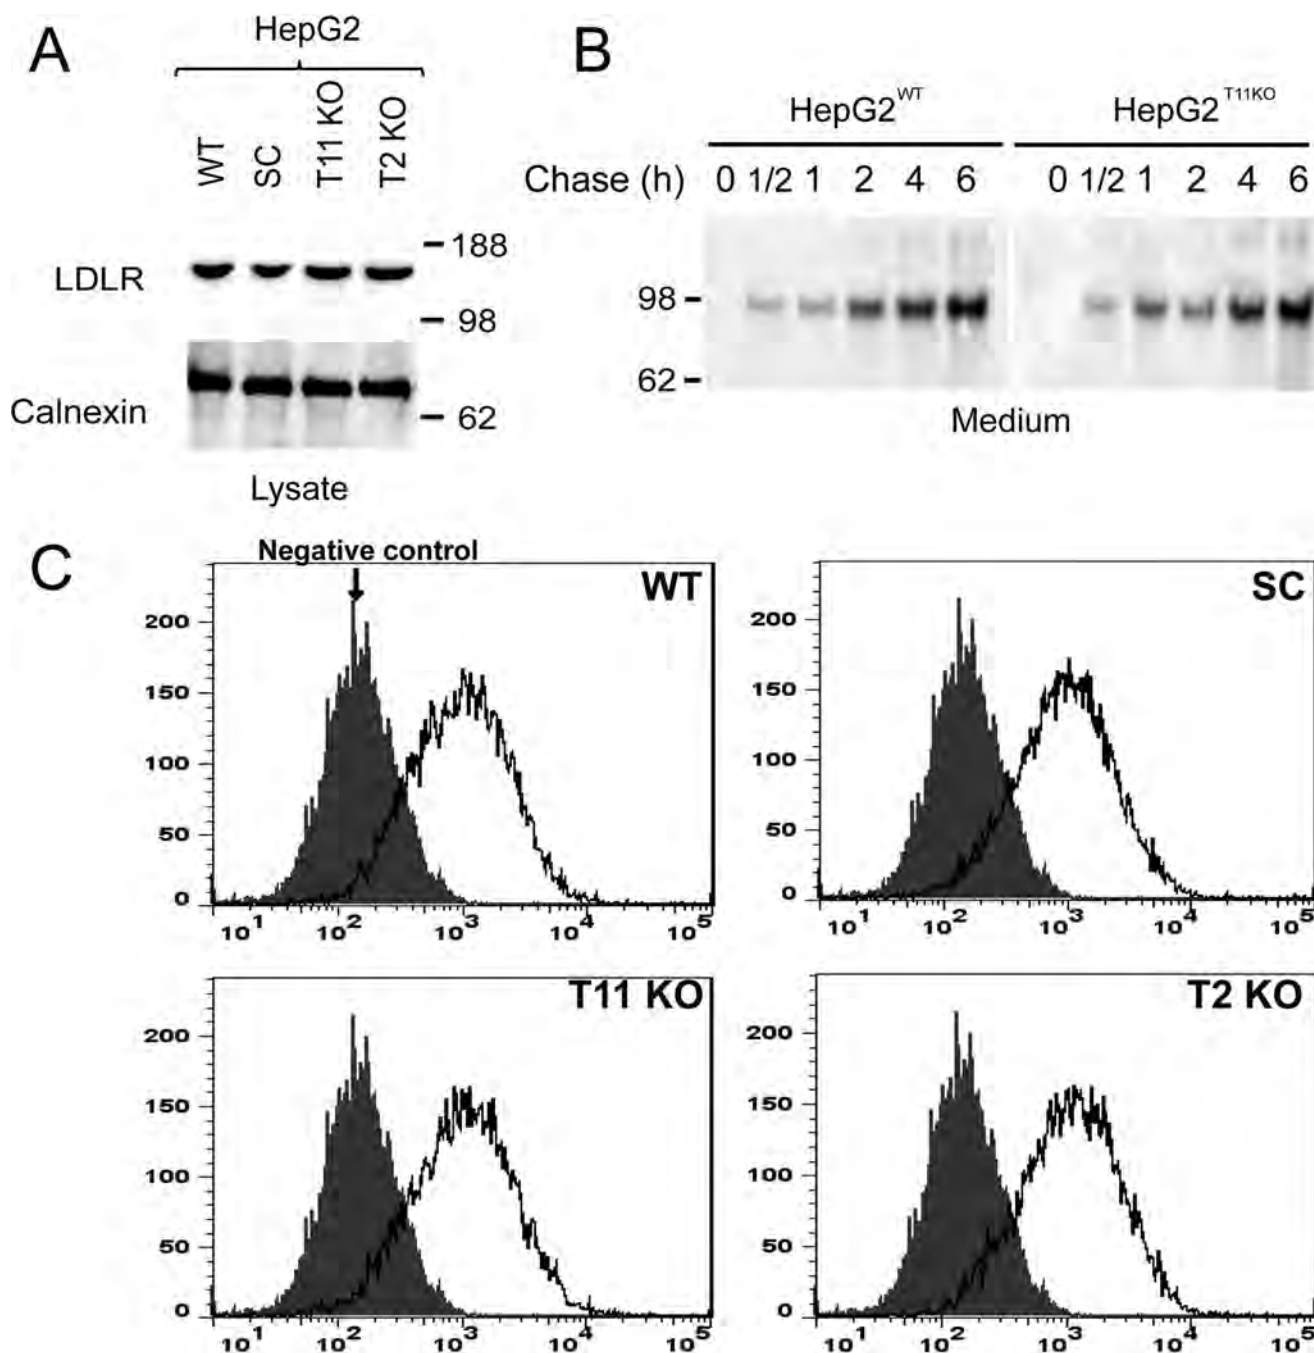 A
HepG2
WT SC T11 KO T2 KO
LDLR
188
98
Calnexin
62
Lysate
B
HepG2WT HepG2T11KO
Chase (h) 0 1/2 1 2 4 6 0 1/2 1 2 4 6
98
62
Medium
C
Negative control
WT
200
150
100
50
0
10¹ 10² 10³ 10⁴ 10⁵
SC
200
150
100
50
0
10¹ 10² 10³ 10⁴ 10⁵
T11 KO
200
150
100
50
0
10¹ 10² 10³ 10⁴ 10⁵
T2 KO
200
150
100
50
0
10¹ 10² 10³ 10⁴ 10⁵